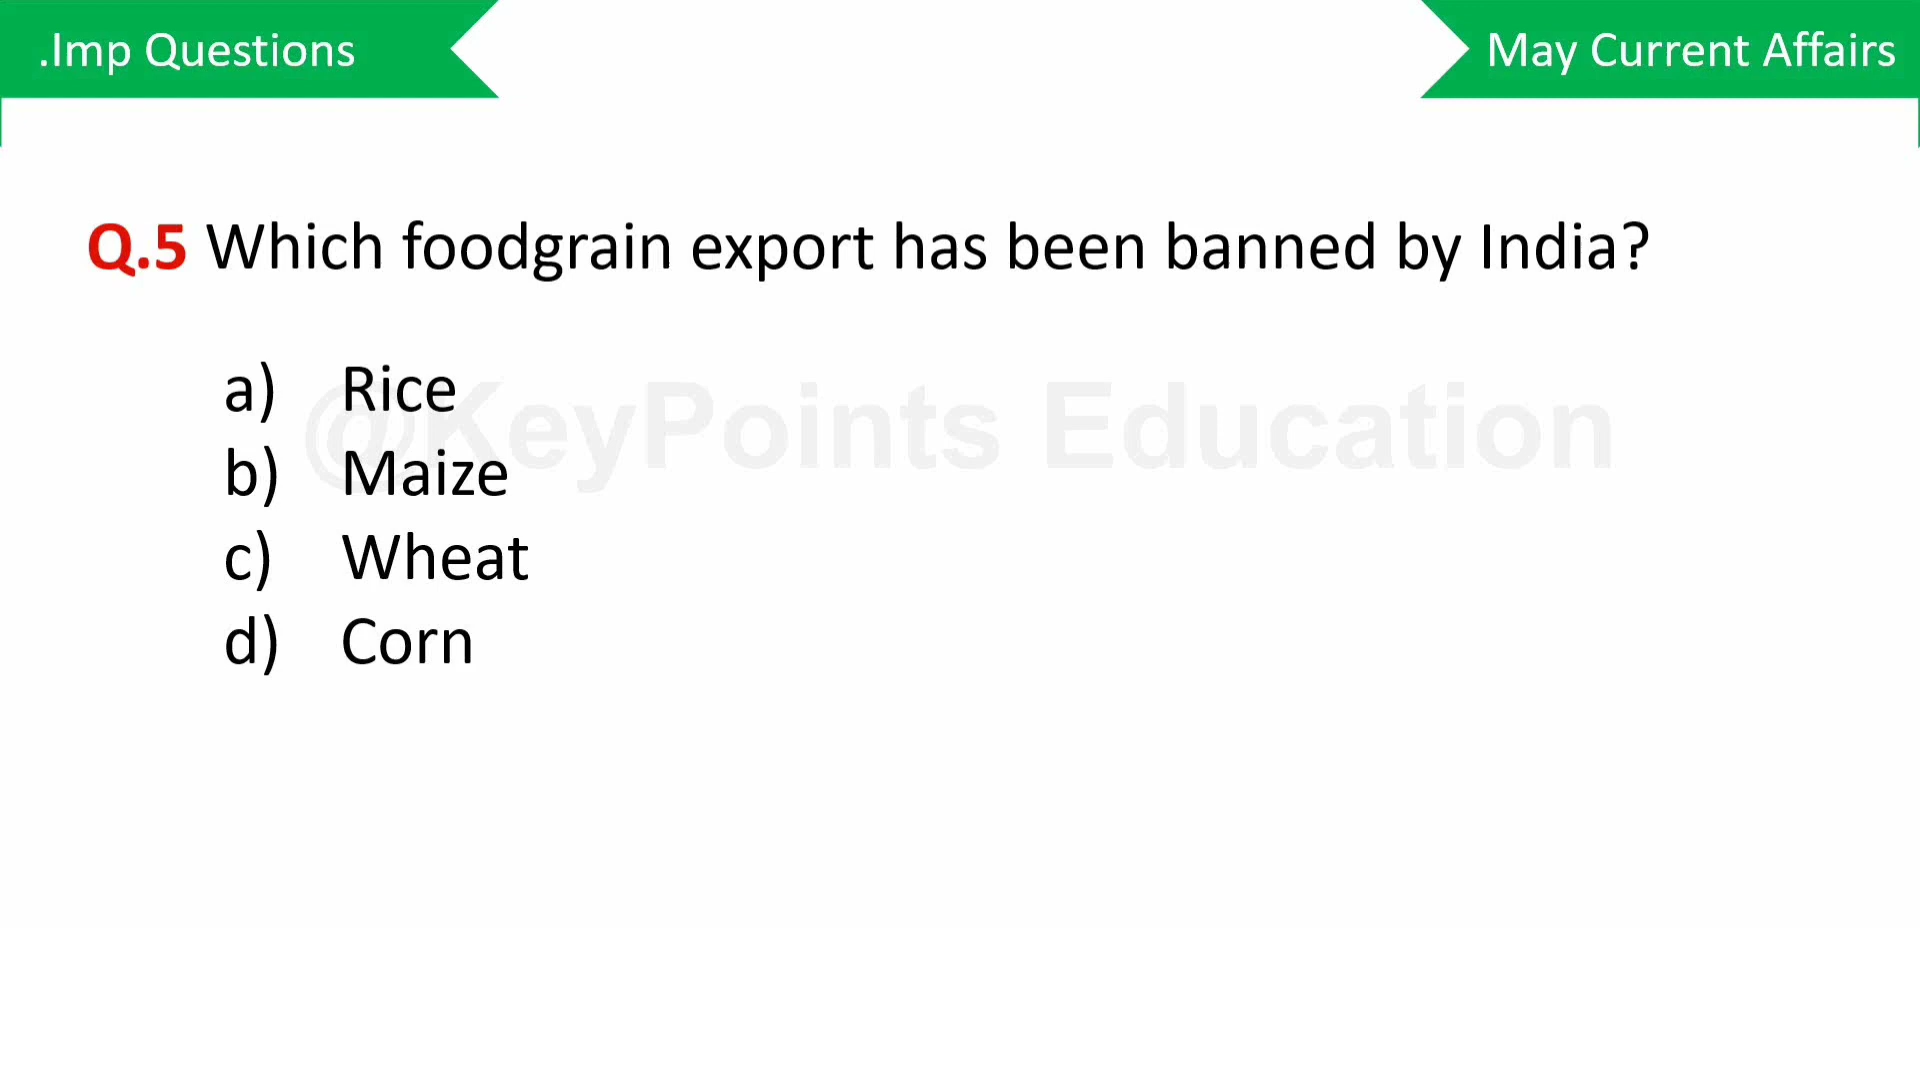 .Imp Questions
May Current Affairs
Q.5 Which foodgrain export has been banned by India?
a) Rice
@KeyPoints Education
b) Maize
c) Wheat
d) Corn